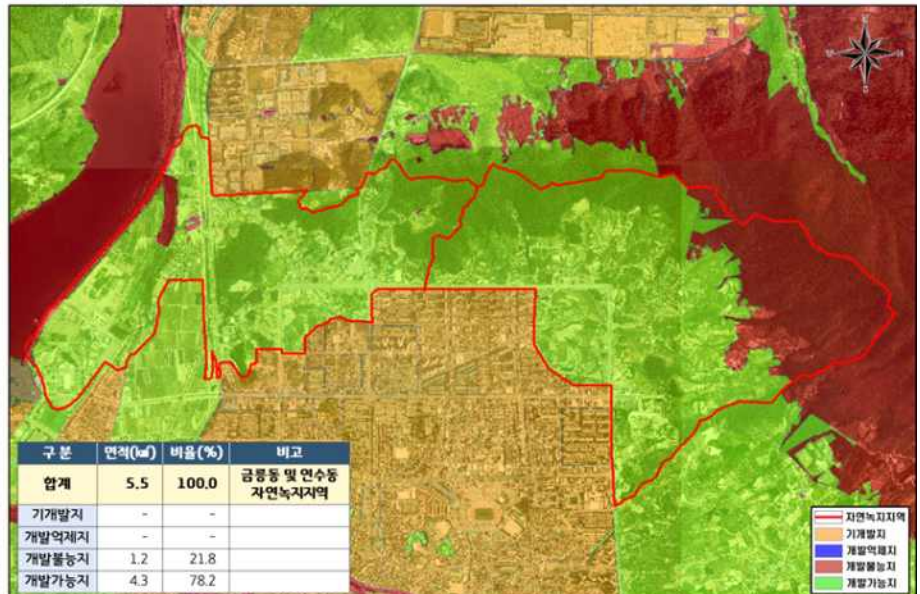 구 분 면적(㎢) 비율(%) 비고
합계 5.5 100.0 금릉동 및 연수동
자연녹지지역
기개발지 - -
개발억제지 - -
개발불능지 1.2 21.8
개발가능지 4.3 78.2
자연녹지지역
기개발지
개발억제지
개발불능지
개발가능지